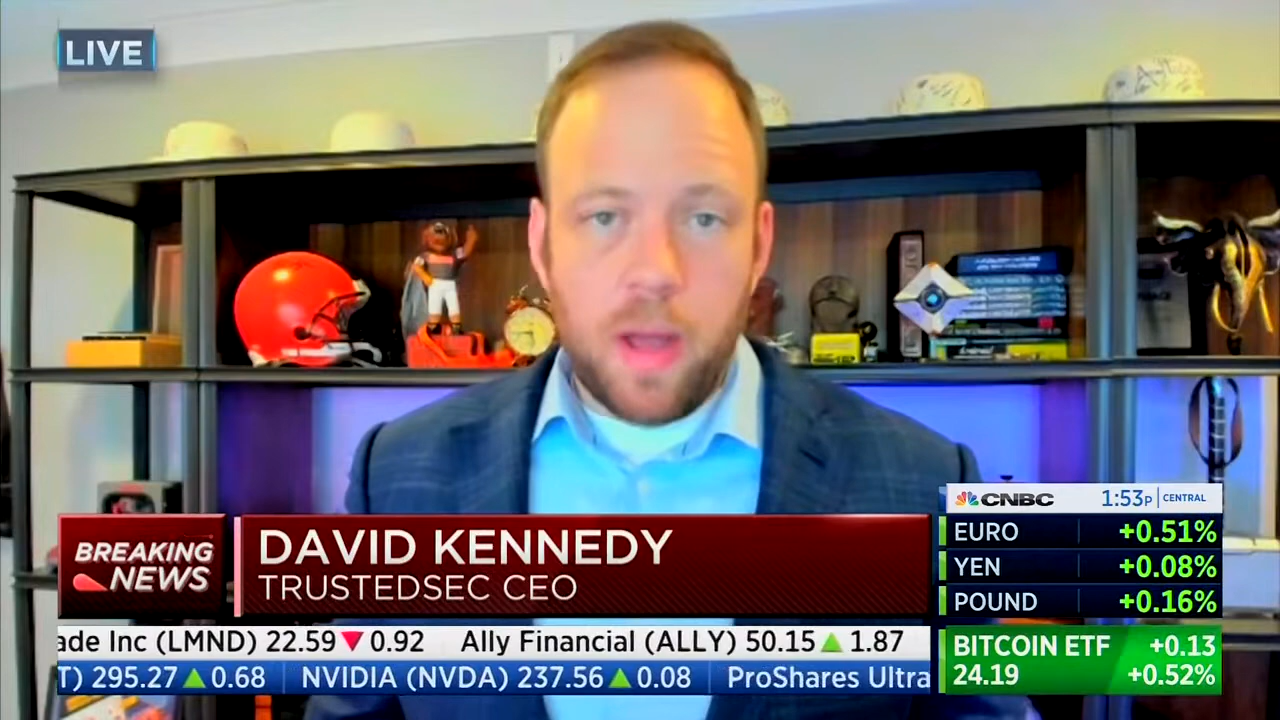 LIVE
BREAKING
NEWS
DAVID KENNEDY
TRUSTEDSEC CEO
CNBC 1:53P CENTRAL
EURO +0.51%
YEN +0.08%
POUND +0.16%
BITCOIN ETF +0.13
24.19 +0.52%
ade Inc (LMND) 22.59▼0.92 Ally Financial (ALLY) 50.15▲1.87
T) 295.27▲0.68 NVIDIA (NVDA) 237.56▲0.08 ProShares Ultra